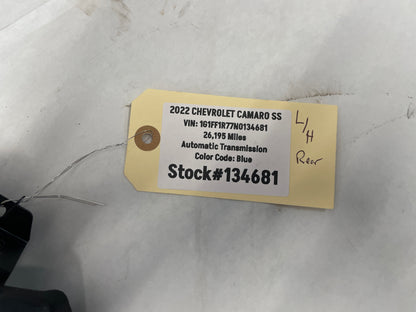 2022 CHEVROLET CAMARO SS
VIN: 1G1FF1R77N0134681
26,195 Miles
Automatic Transmission
Color Code: Blue
Stock#134681
L/H
Rear